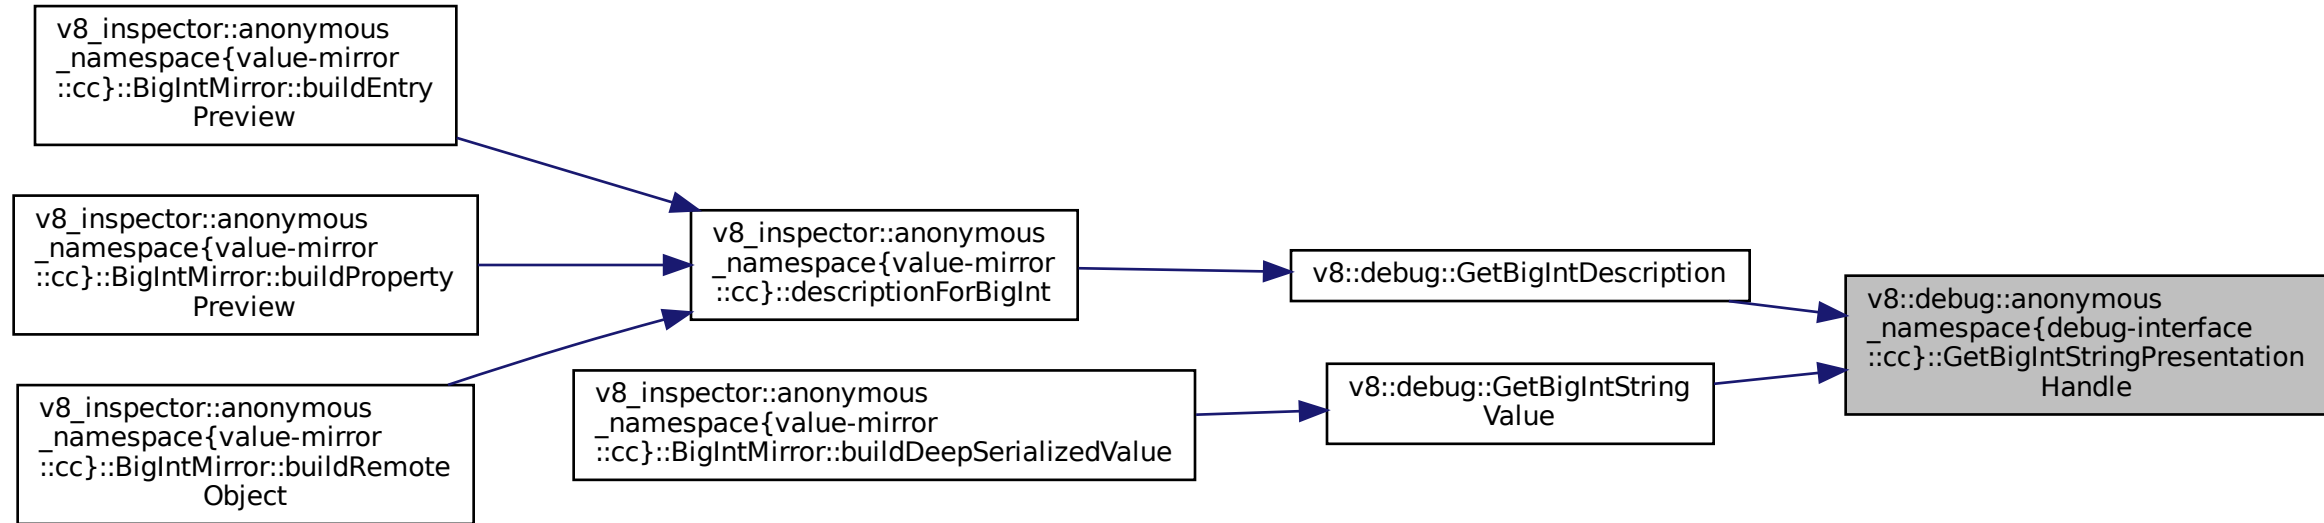 v8_inspector::anonymous
_namespace{value-mirror
::cc}::BigIntMirror::buildEntry
Preview
v8_inspector::anonymous
_namespace{value-mirror
::cc}::BigIntMirror::buildProperty
Preview
v8_inspector::anonymous
_namespace{value-mirror
::cc}::BigIntMirror::buildRemote
Object
v8_inspector::anonymous
_namespace{value-mirror
::cc}::descriptionForBigInt
v8_inspector::anonymous
_namespace{value-mirror
::cc}::BigIntMirror::buildDeepSerializedValue
v8::debug::GetBigIntDescription
v8::debug::GetBigIntString
Value
v8::debug::anonymous
_namespace{debug-interface
::cc}::GetBigIntStringPresentation
Handle